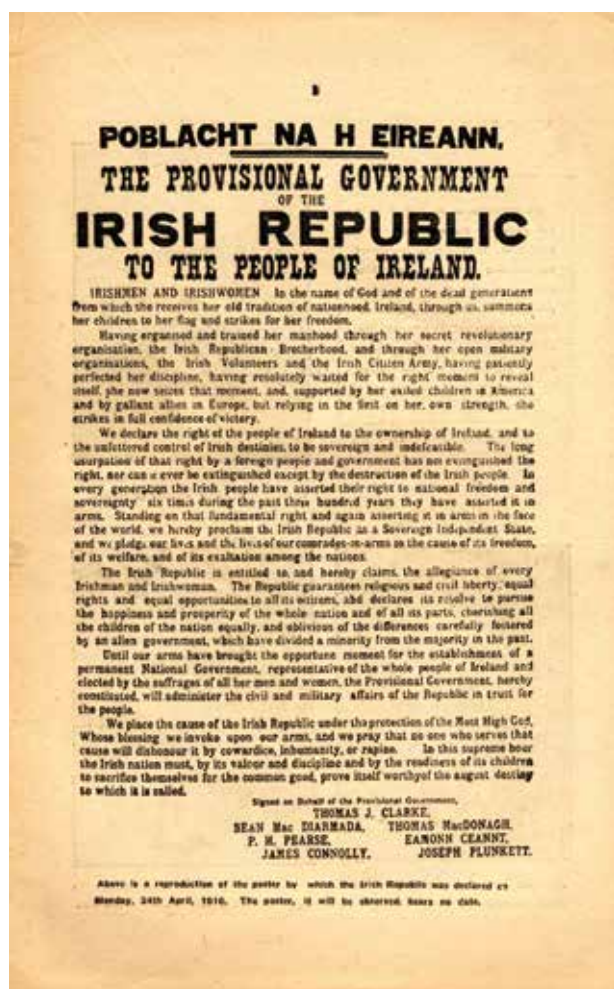 POBLACHT NA H EIREANN.
THE PROVISIONAL GOVERNMENT
OF THE
IRISH REPUBLIC
TO THE PEOPLE OF IRELAND.
IRISHMEN AND IRISHWOMEN In the name of God and of the dead generations
from which she receives her old tradition of nationhood, Ireland, through us, summons
her children to her flag and strikes for her freedom.
Having organised and trained her manhood through her secret revolutionary
organisation, the Irish Republican Brotherhood, and through her open military
organisations, the Irish Volunteers and the Irish Citizen Army, having patiently
perfected her discipline, having resolutely waited for the right moment to reveal
itself, she now seizes that moment, and, supported by her exiled children in America
and by gallant allies in Europe, but relying in the first on her own strength, she
strikes in full confidence of victory.
We declare the right of the people of Ireland to the ownership of Ireland, and to
the unfettered control of Irish destinies, to be sovereign and indefeasible. The long
usurpation of that right by a foreign people and government has not extinguished the
right, nor can it ever be extinguished except by the destruction of the Irish people. In
every generation the Irish people have asserted their right to national freedom and
sovereignty six times during the past three hundred years they have asserted it in
arms. Standing on that fundamental right and again asserting it in arms in the face
of the world, we hereby proclaim the Irish Republic as a Sovereign Independent State,
and we pledge our lives and the lives of our comrades-in-arms to the cause of its freedom,
of its welfare, and of its exaltation among the nations.
The Irish Republic is entitled to, and hereby claims, the allegiance of every
Irishman and Irishwoman. The Republic guarantees religious and civil liberty, equal
rights and equal opportunities to all its citizens, and declares its resolve to pursue
the happiness and prosperity of the whole nation and of all its parts, cherishing all
the children of the nation equally, and oblivious of the differences carefully fostered
by an alien government, which have divided a minority from the majority in the past.
Until our arms have brought the opportune moment for the establishment of a
permanent National Government, representative of the whole people of Ireland and
elected by the suffrages of all her men and women, the Provisional Government, hereby
constituted, will administer the civil and military affairs of the Republic in trust for
the people.
We place the cause of the Irish Republic under the protection of the Most High God,
Whose blessing we invoke upon our arms, and we pray that no one who serves that
cause will dishonour it by cowardice, inhumanity, or rapine. In this supreme hour
the Irish nation must, by its valour and discipline and by the readiness of its children
to sacrifice themselves for the common good, prove itself worthy of the august destiny
to which it is called.
Signed on Behalf of the Provisional Government,
THOMAS J. CLARKE,
SEAN Mac DIARMADA, THOMAS MacDONAGH,
P. H. PEARSE, EAMONN CEANNT,
JAMES CONNOLLY, JOSEPH PLUNKETT.
Above is a reproduction of the poster by which the Irish Republic was declared on
Monday, 24th April, 1916. The poster, it will be observed, bears no date.